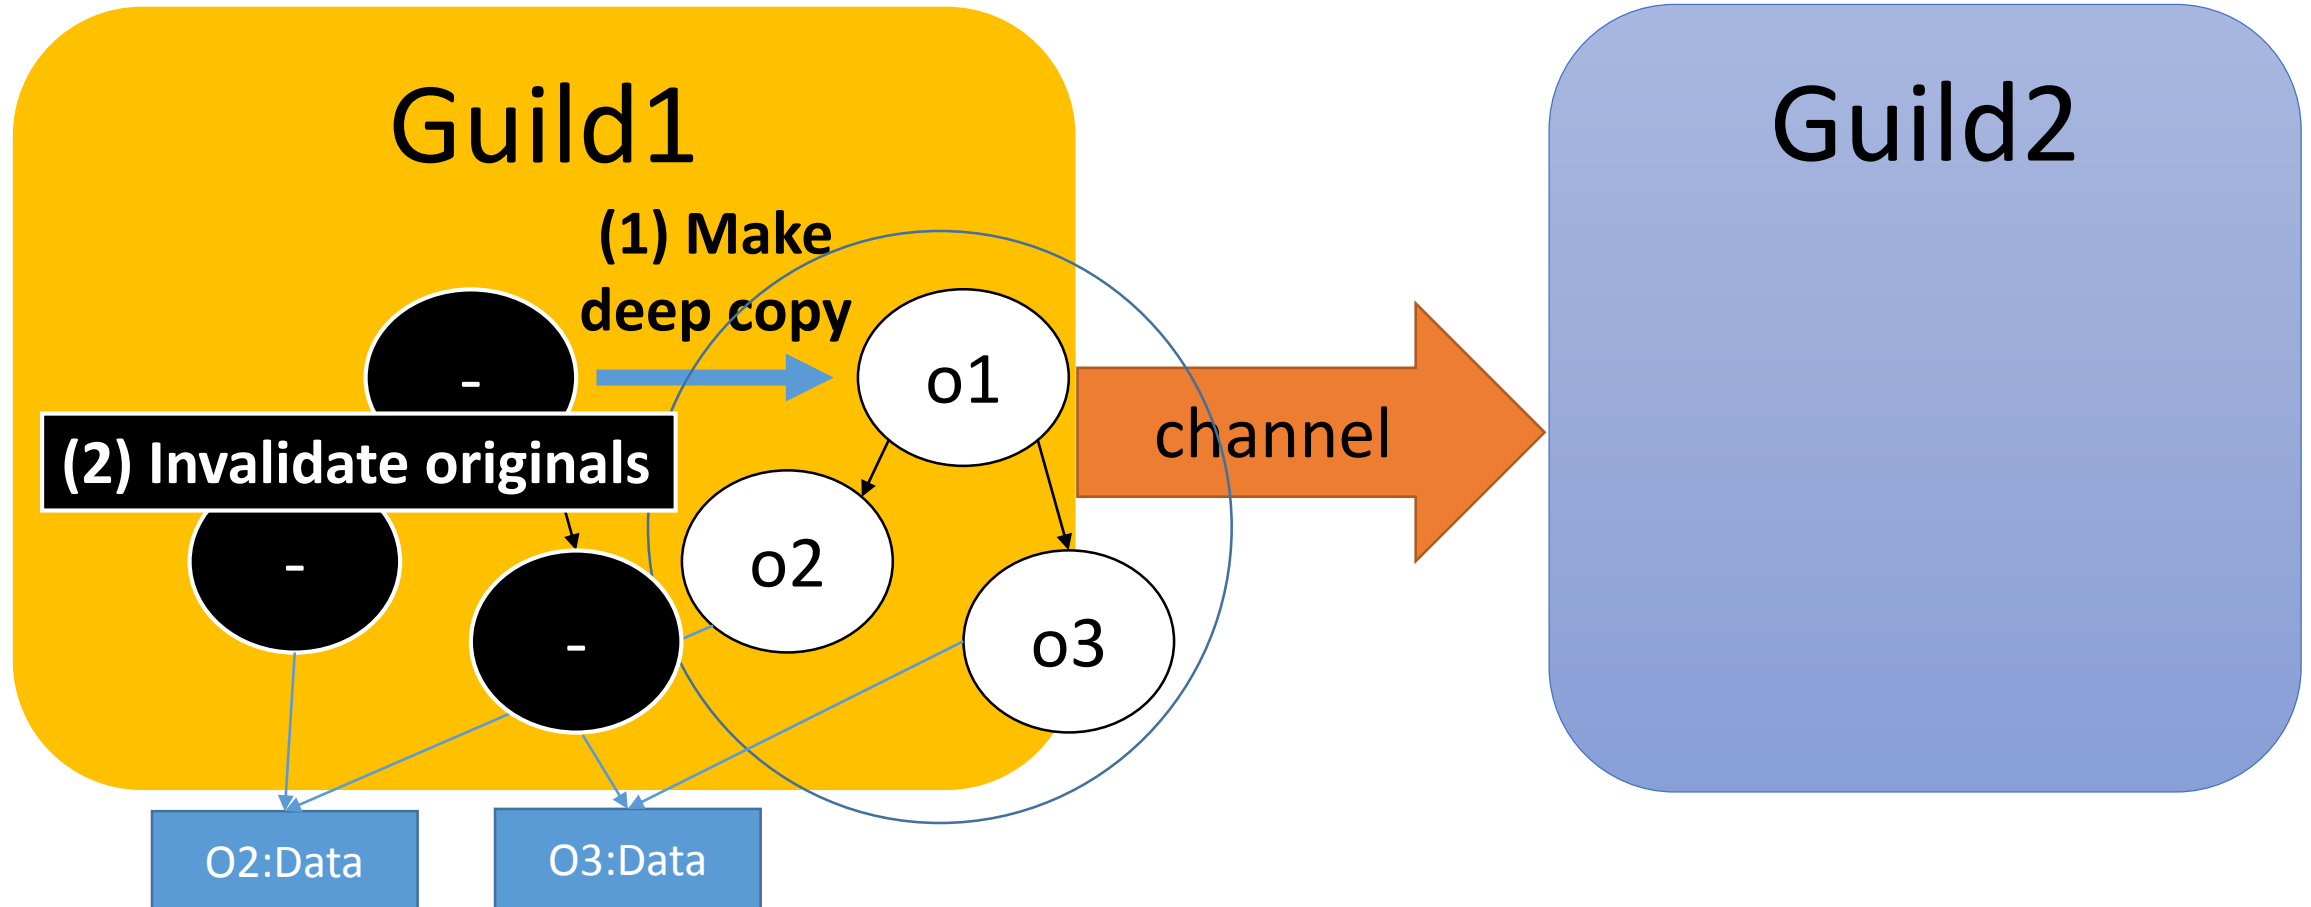 Guild1
Guild2
(1) Make
deep copy
-
o1
channel
(2) Invalidate originals
-
o2
-
o3
O2:Data
O3:Data